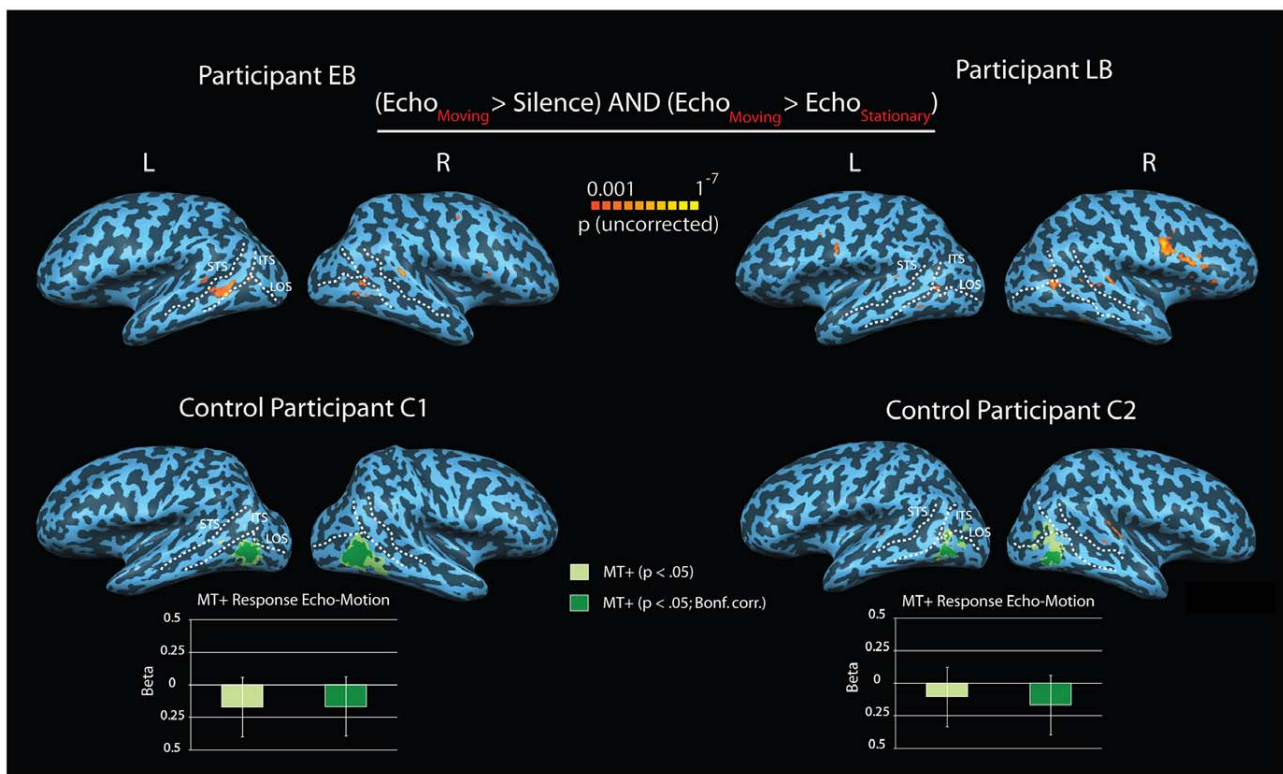 Participant EB
Participant LB
(EchoMoving > Silence) AND (EchoMoving > EchoStationary)
L
R
L
R
0.001 1-7
p (uncorrected)
STS
ITS
LOS
STS
ITS
LOS
Control Participant C1
Control Participant C2
STS
ITS
LOS
STS
ITS
LOS
MT+ (p < .05)
MT+ (p < .05; Bonf. corr.)
MT+ Response Echo-Motion
0.5
0.25
0
0.25
0.5
Beta
MT+ Response Echo-Motion
0.5
0.25
0
0.25
0.5
Beta